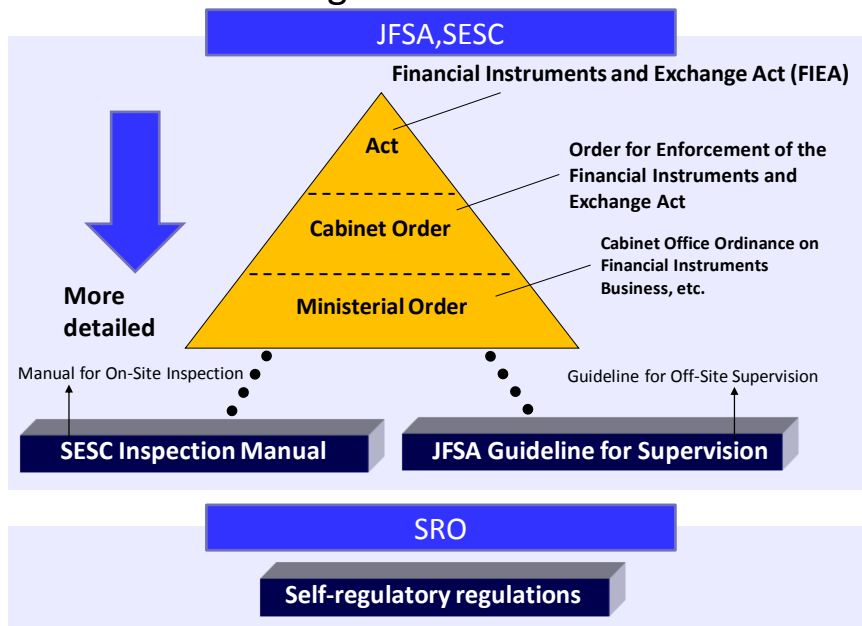 JFSA,SESC
Financial Instruments and Exchange Act (FIEA)
Act
Order for Enforcement of the
Financial Instruments and
Exchange Act
Cabinet Order
Cabinet Office Ordinance on
Financial Instruments
Business, etc.
Ministerial Order
More
detailed
Manual for On-Site Inspection
Guideline for Off-Site Supervision
SESC Inspection Manual
JFSA Guideline for Supervision
SRO
Self-regulatory regulations